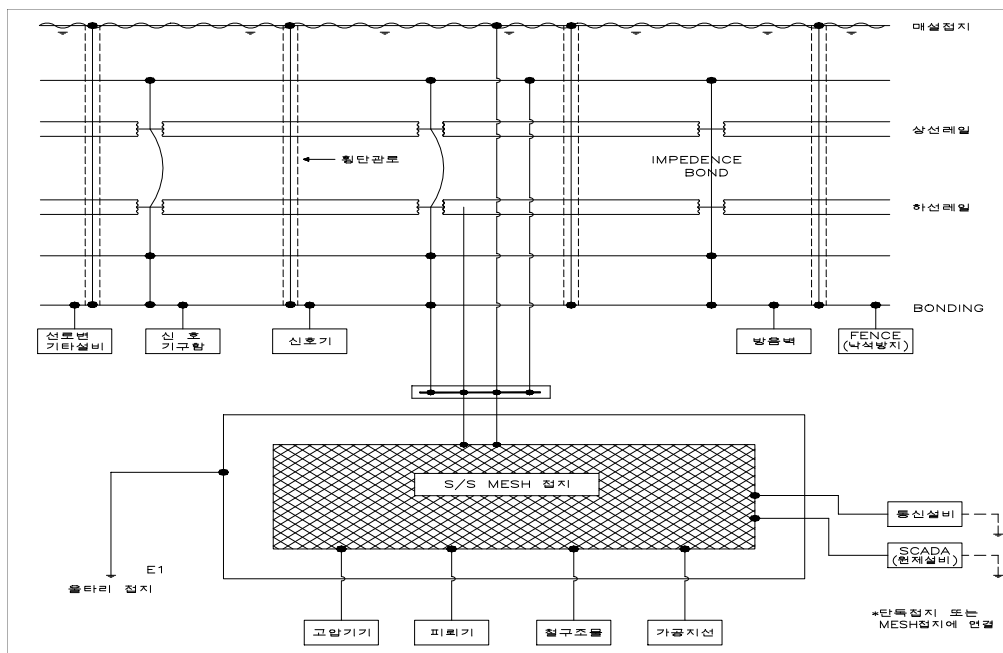 매설접지
상선레일
횡단관로
IMPEDENCE
BOND
하선레일
BONDING
선로변
기타설비
신 호
기구함
신호기
방음벽
FENCE
(낙석방지)
S/S MESH 접지
통신설비
SCADA
(원제설비)
E1
울타리 접지
고압기기
피뢰기
철구조물
가공지선
*단독접지 또는
MESH접지에 연결